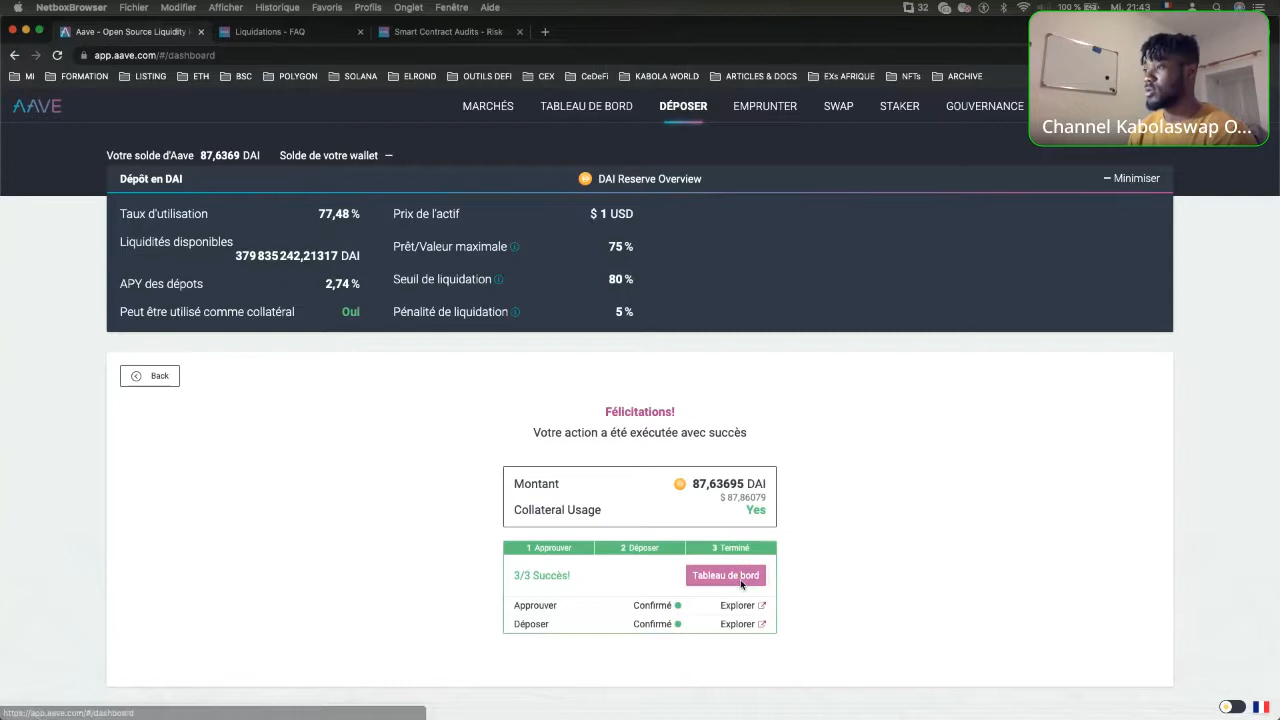 NetboxBrowser Fichier Modifier Afficher Historique Favoris Profils Onglet Fenêtre Aide 32 100 % Mi. 21:43
Aave - Open Source Liquidity × Liquidations - FAQ × Smart Contract Audits - Risk × +
app.aave.com/#/dashboard
MI FORMATION LISTING ETH BSC POLYGON SOLANA ELROND OUTILS DEFI CEX CeDeFi KABOLA WORLD ARTICLES & DOCS EXs AFRIQUE NFTs ARCHIVE
AAVE MARCHÉS TABLEAU DE BORD DÉPOSER EMPRUNTER SWAP STAKER GOUVERNANCE
Channel Kabolaswap O...
Votre solde d'Aave 87,6369 DAI Solde de votre wallet —
Dépôt en DAI DAI Reserve Overview — Minimiser
Taux d'utilisation 77,48 % Prix de l'actif $ 1 USD
Liquidités disponibles 379 835 242,21317 DAI Prêt/Valeur maximale 75 %
Seuil de liquidation 80 %
APY des dépôts 2,74 %
Peut être utilisé comme collatéral Oui Pénalité de liquidation 5 %
Back
Félicitations!
Votre action a été exécutée avec succès
Montant 87,63695 DAI
$ 87,86079
Collateral Usage Yes
1 Approuver 2 Déposer 3 Terminé
3/3 Succès! Tableau de bord
Approuver Confirmé Explorer
Déposer Confirmé Explorer
https://app.aave.com/#/dashboard